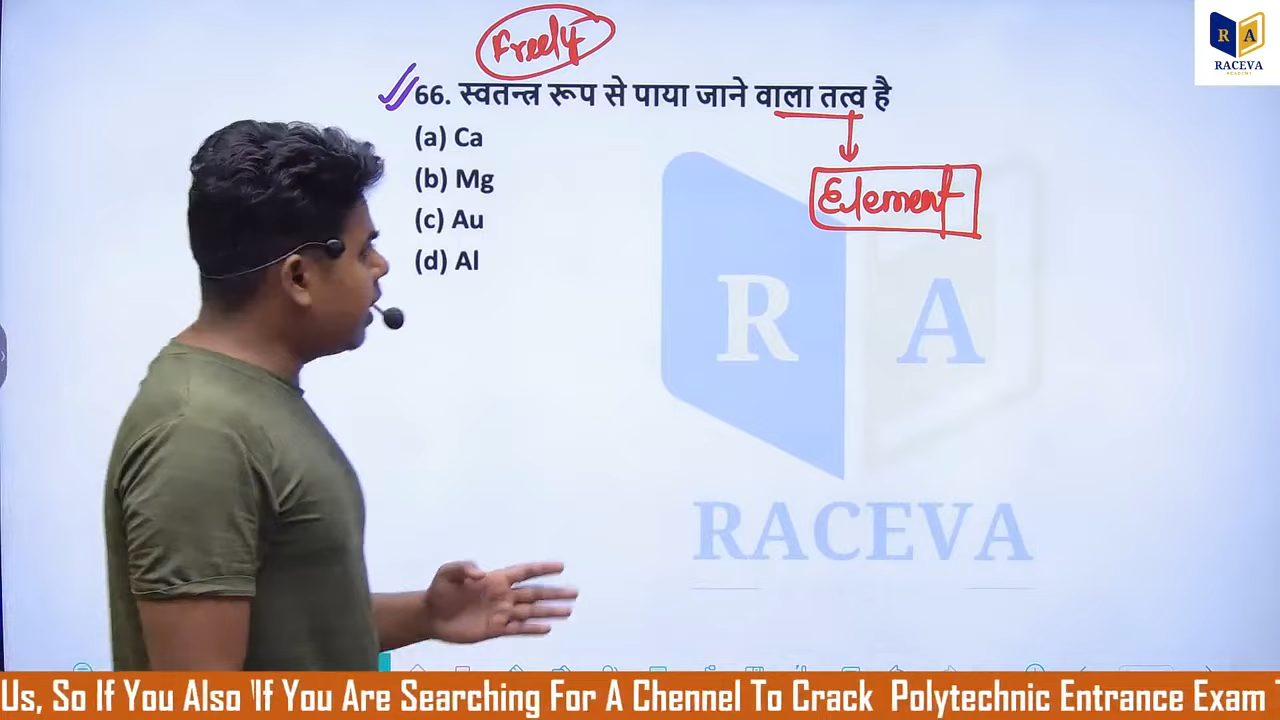 Freely
66. स्वतन्त्र रूप से पाया जाने वाला तत्व है
(a) Ca
(b) Mg
(c) Au
(d) Al
Element
R A
RACEVA
ACADEMY
R A
RACEVA
Us, So If You Also If You Are Searching For A Chennel To Crack Polytechnic Entrance Exam